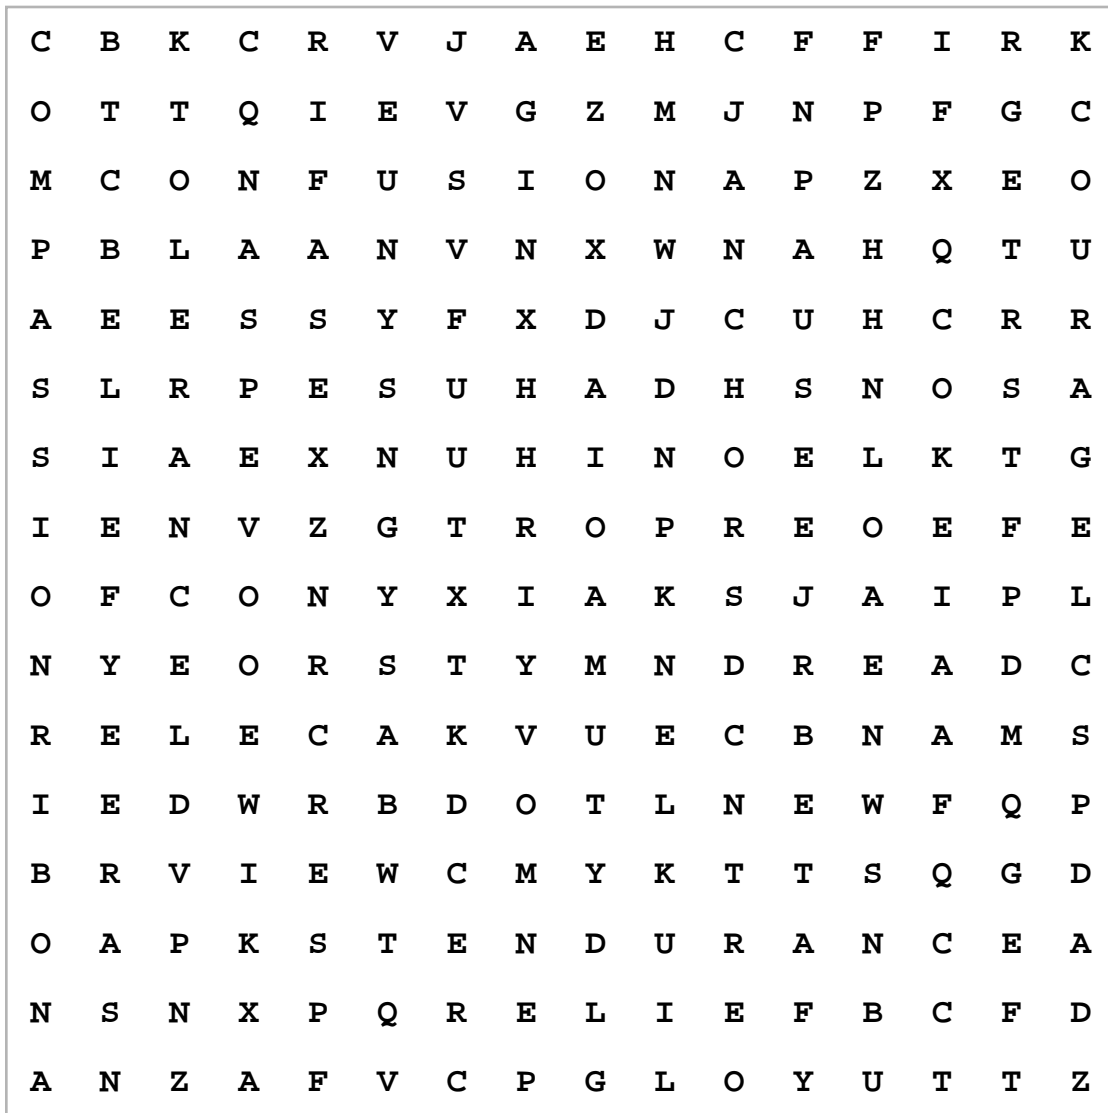 C B K C R V J A E H C F F I R K
O T T Q I E V G Z M J N P F G C
M C O N F U S I O N A P Z X E O
P B L A A N V N X W N A H Q T U
A E E S S Y F X D J C U H C R R
S L R P E S U H A D H S N O S A
S I A E X N U H I N O E L K T G
I E N V Z G T R O P R E O E F E
O F C O N Y X I A K S J A I P L
N Y E O R S T Y M N D R E A D C
R E L E C A K V U E C B N A M S
I E D W R B D O T L N E W F Q P
B R V I E W C M Y K T T S Q G D
O A P K S T E N D U R A N C E A
N S N X P Q R E L I E F B C F D
A N Z A F V C P G L O Y U T T Z